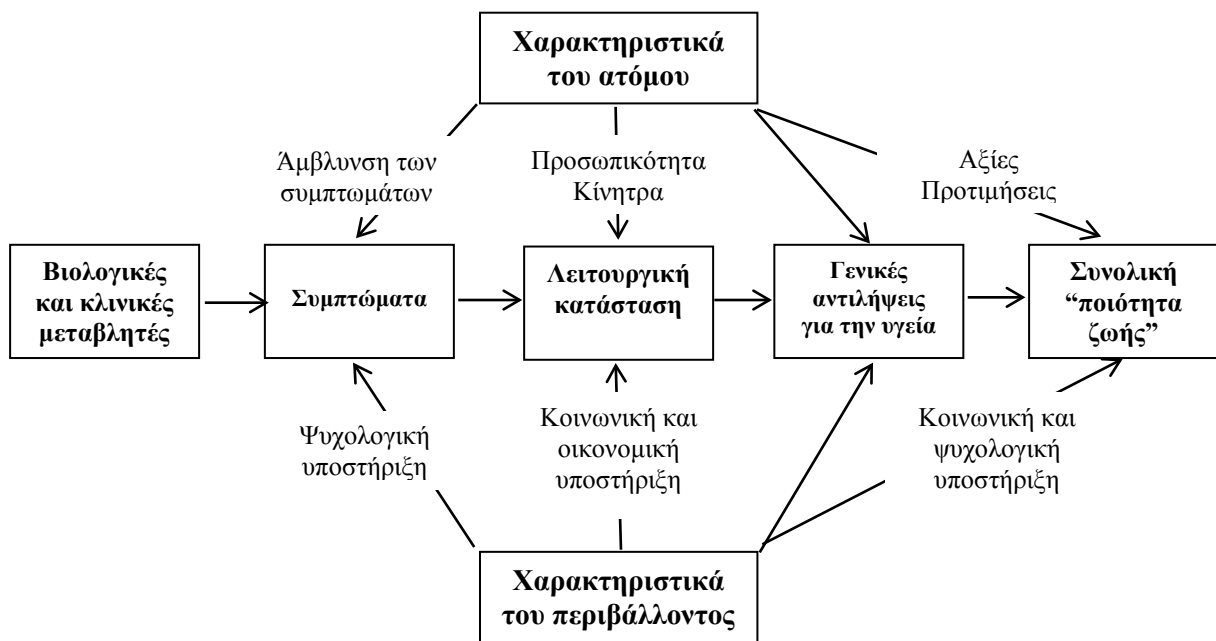 Χαρακτηριστικά
του ατόμου
Άμβλυνση των
συμπτωμάτων
Προσωπικότητα
Κίνητρα
Αξίες
Προτιμήσεις
Βιολογικές
και κλινικές
μεταβλητές
Συμπτώματα
Λειτουργική
κατάσταση
Γενικές
αντιλήψεις
για την υγεία
Συνολική
“ποιότητα
ζωής”
Ψυχολογική
υποστήριξη
Κοινωνική και
οικονομική
υποστήριξη
Κοινωνική και
ψυχολογική
υποστήριξη
Χαρακτηριστικά
του περιβάλλοντος